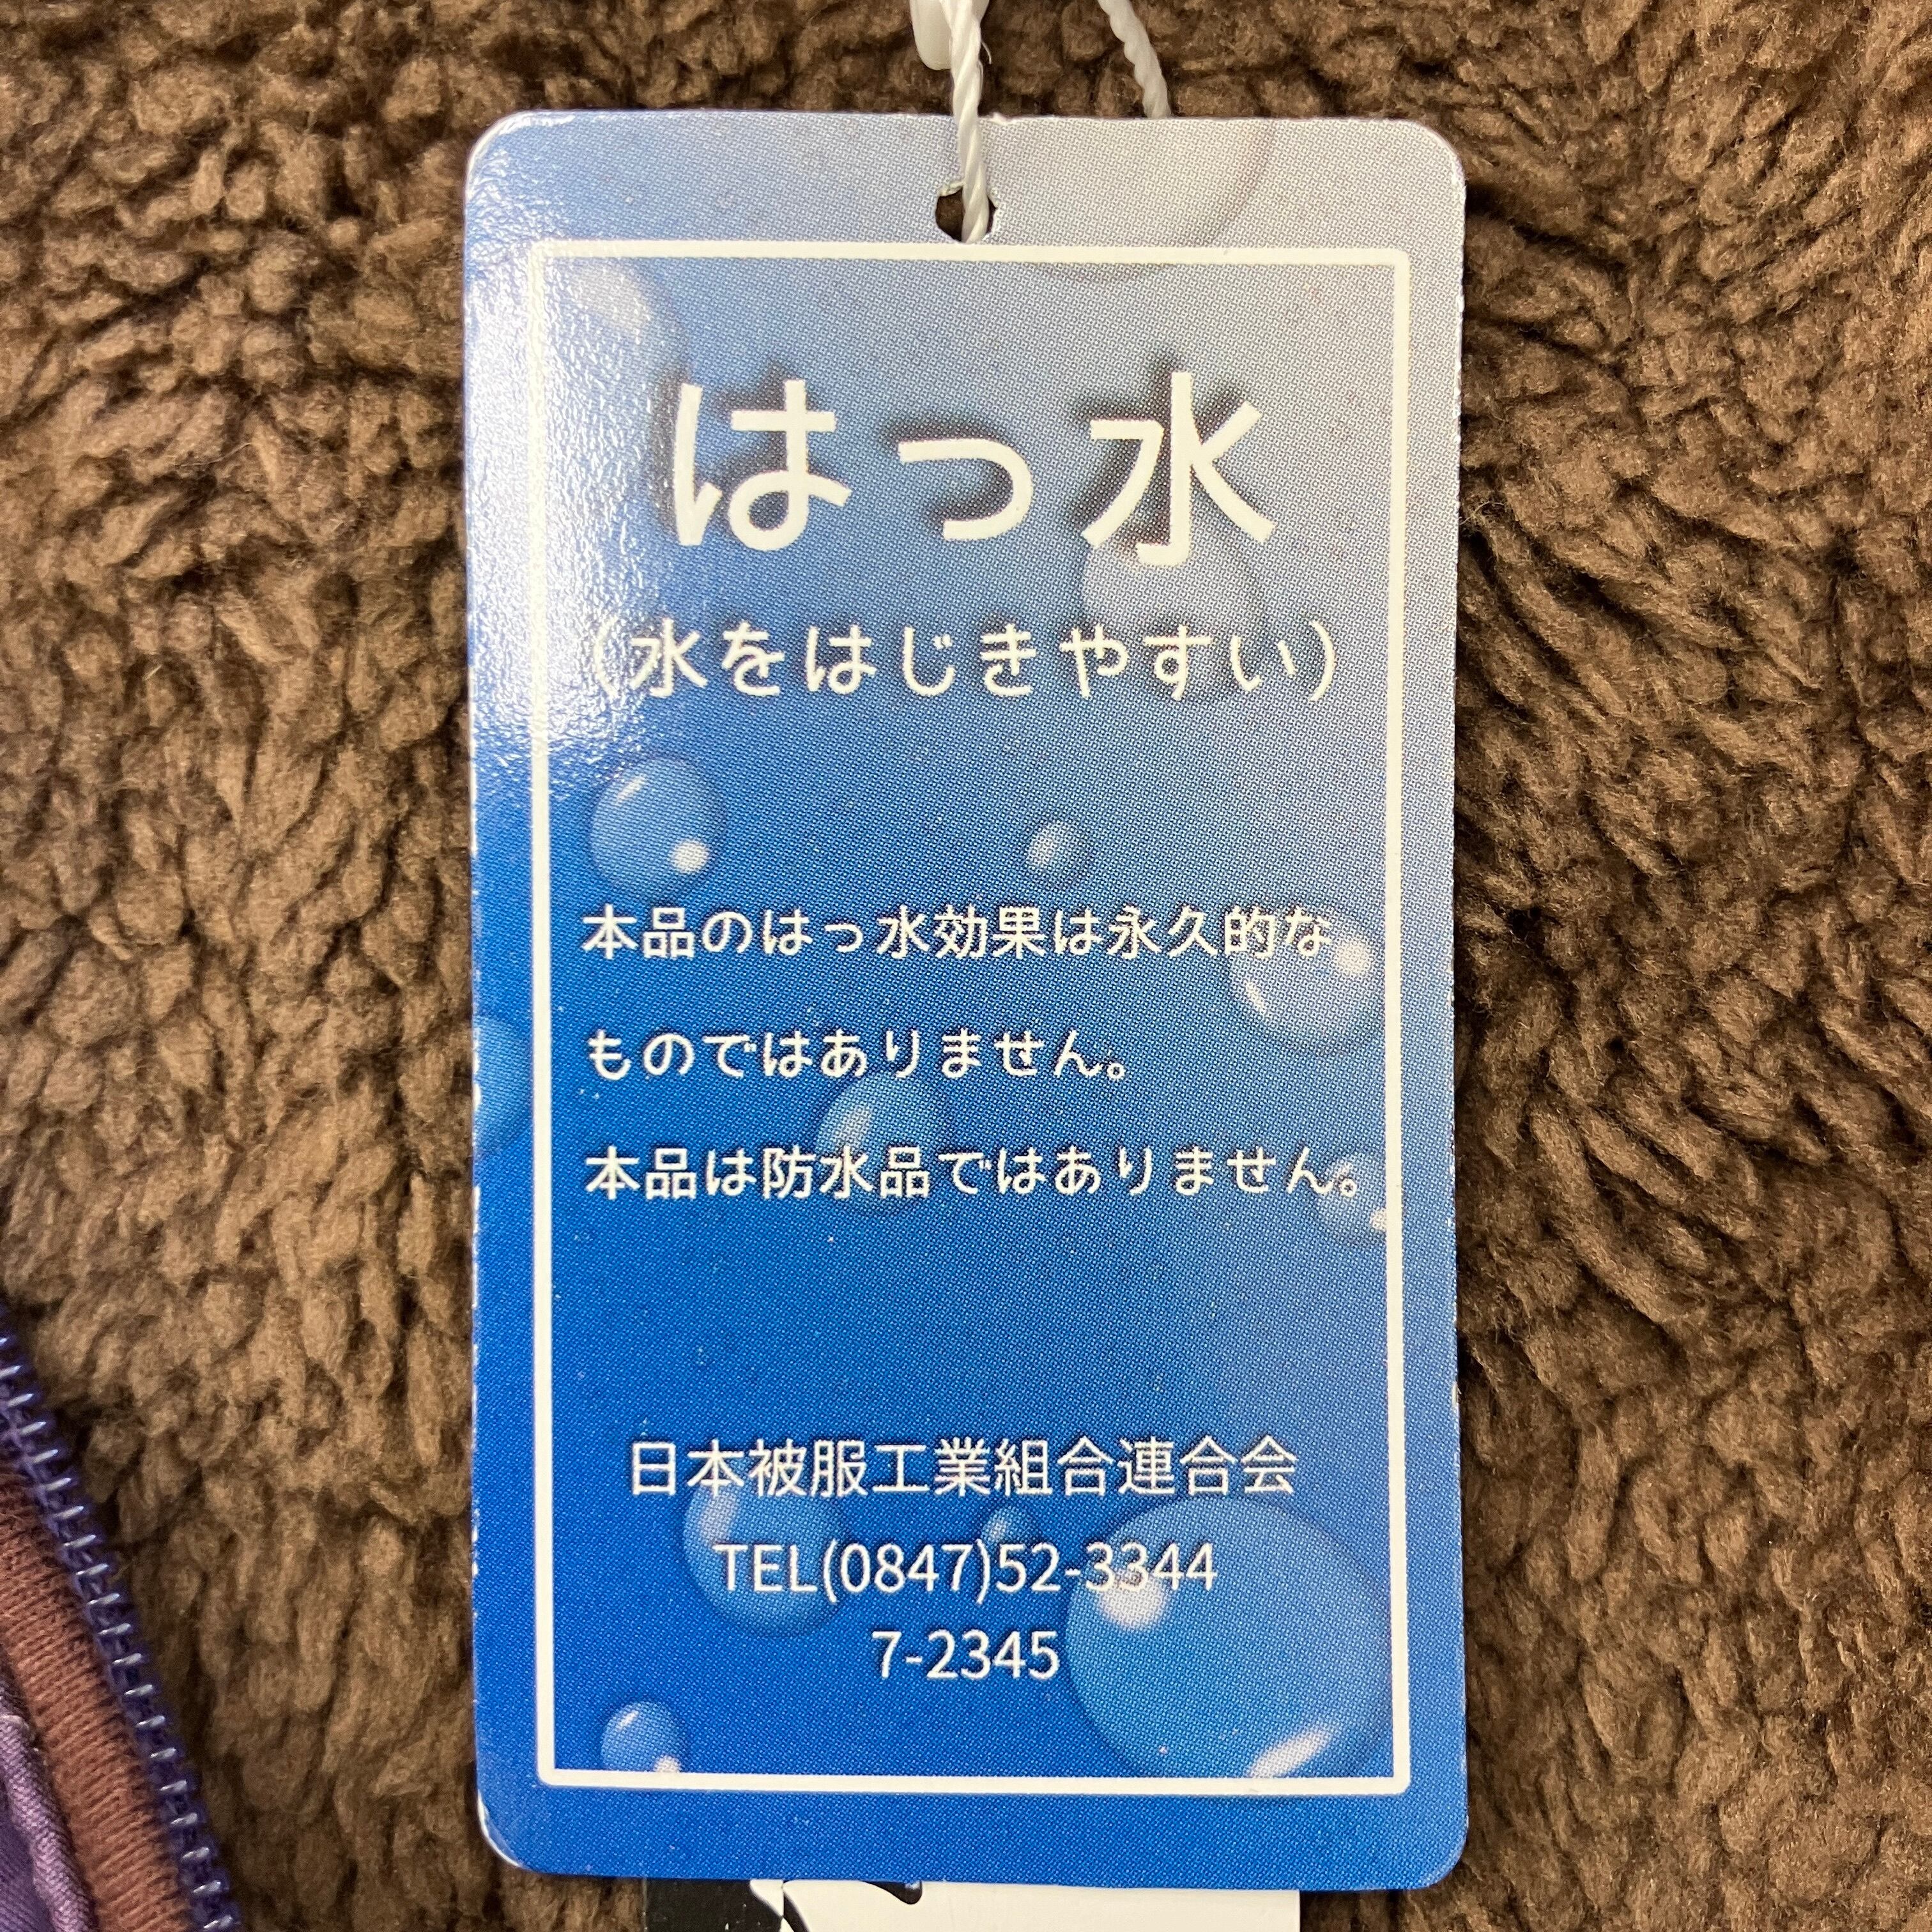 はっ水
（水をはじきやすい）
本品のはっ水効果は永久的な
ものではありません。
本品は防水品ではありません。
日本被服工業組合連合会
TEL(0847)52-3344
7-2345